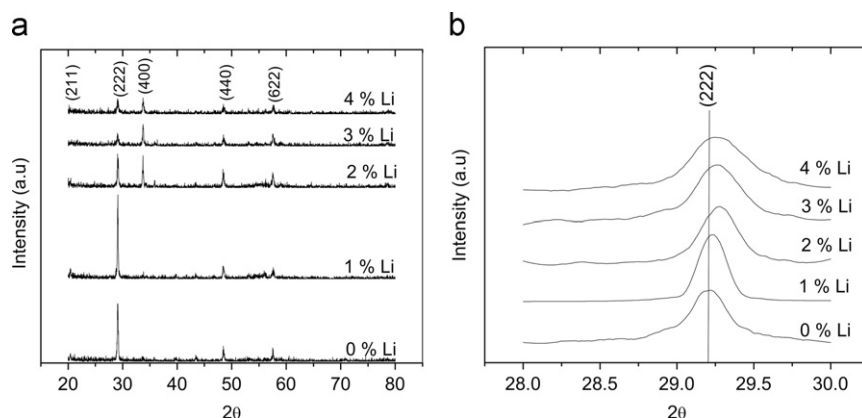 a
(211)
(222)
(400)
(440)
(622)
4 % Li
3 % Li
2 % Li
1 % Li
0 % Li
Intensity (a.u)
20 30 40 50 60 70 80
2θ
b
(222)
4 % Li
3 % Li
2 % Li
1 % Li
0 % Li
Intensity (a.u)
28.0 28.5 29.0 29.5 30.0
2θ